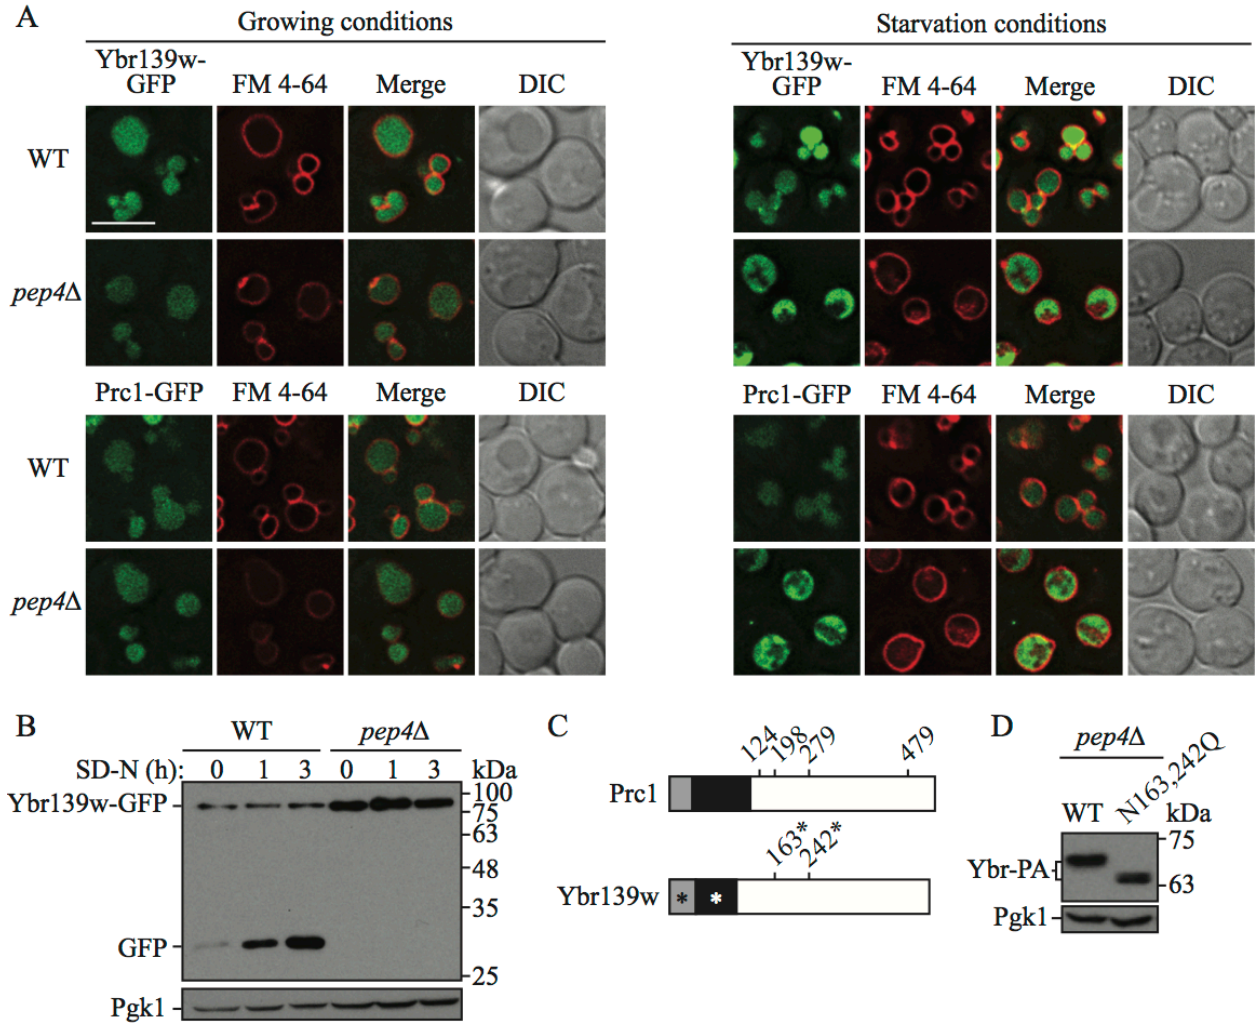 A
Growing conditions
Starvation conditions
Ybr139w-
GFP FM 4-64 Merge DIC
Ybr139w-
GFP FM 4-64 Merge DIC
WT
pep4Δ
Prc1-GFP FM 4-64 Merge DIC
Prc1-GFP FM 4-64 Merge DIC
WT
pep4Δ
B
WT pep4Δ
SD-N (h): 0 1 3 0 1 3 kDa
Ybr139w-GFP
100
75
63
48
35
GFP
25
Pgk1
C
124 198 279 479
Prc1
163* 242*
Ybr139w * *
D
pep4Δ
WT N163,242Q kDa
75
Ybr-PA
63
Pgk1